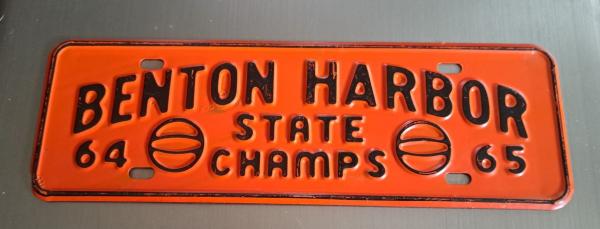 BENTON HARBOR
64 STATE CHAMPS 65